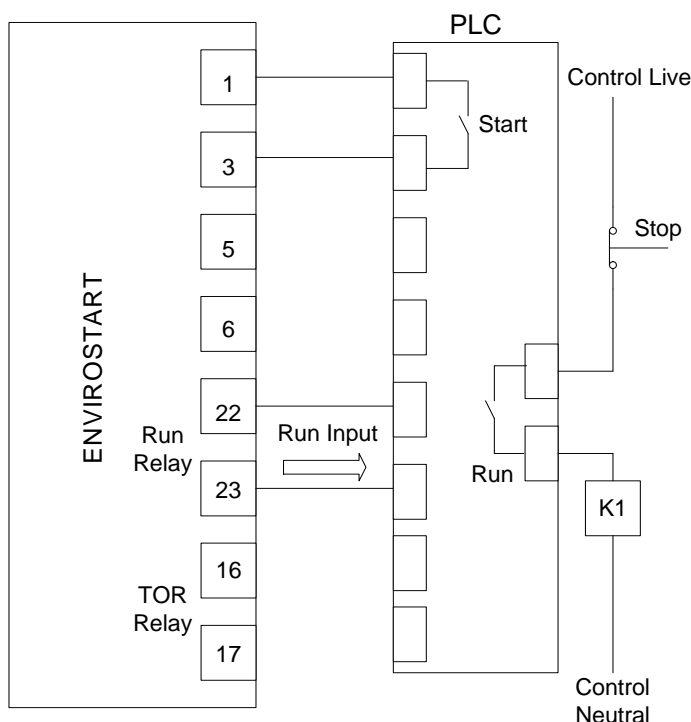 PLC
Control Live
1
Start
3
Stop
5
6
ENVIROSTART
22
Run
Relay
Run Input
23
Run
K1
16
TOR
Relay
17
Control
Neutral